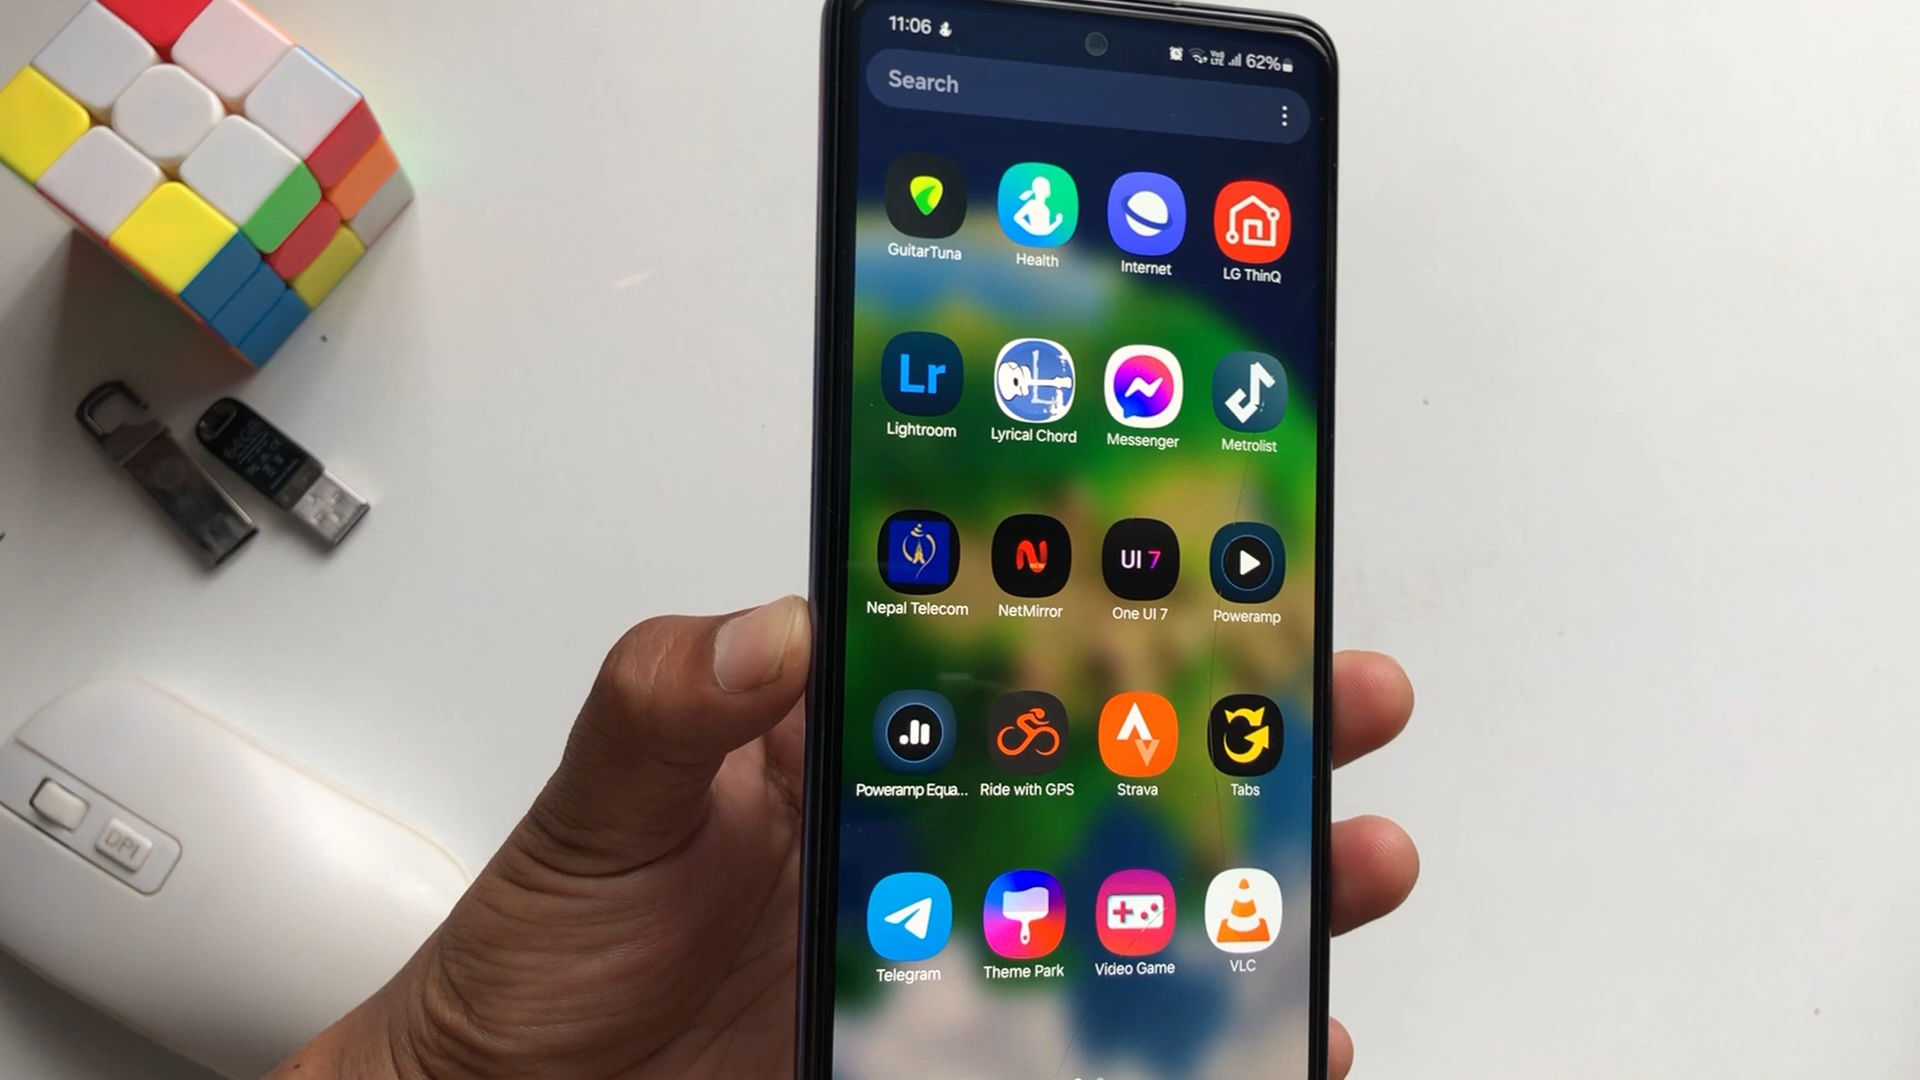 11:06
62%
Search
GuitarTuna
Health
Internet
LG ThinQ
Lr
Lightroom
Lyrical Chord
Messenger
Metrolist
UI 7
Nepal Telecom
NetMirror
One UI 7
Poweramp
Poweramp Equa...
Ride with GPS
Strava
Tabs
Telegram
Theme Park
Video Game
VLC
DPI